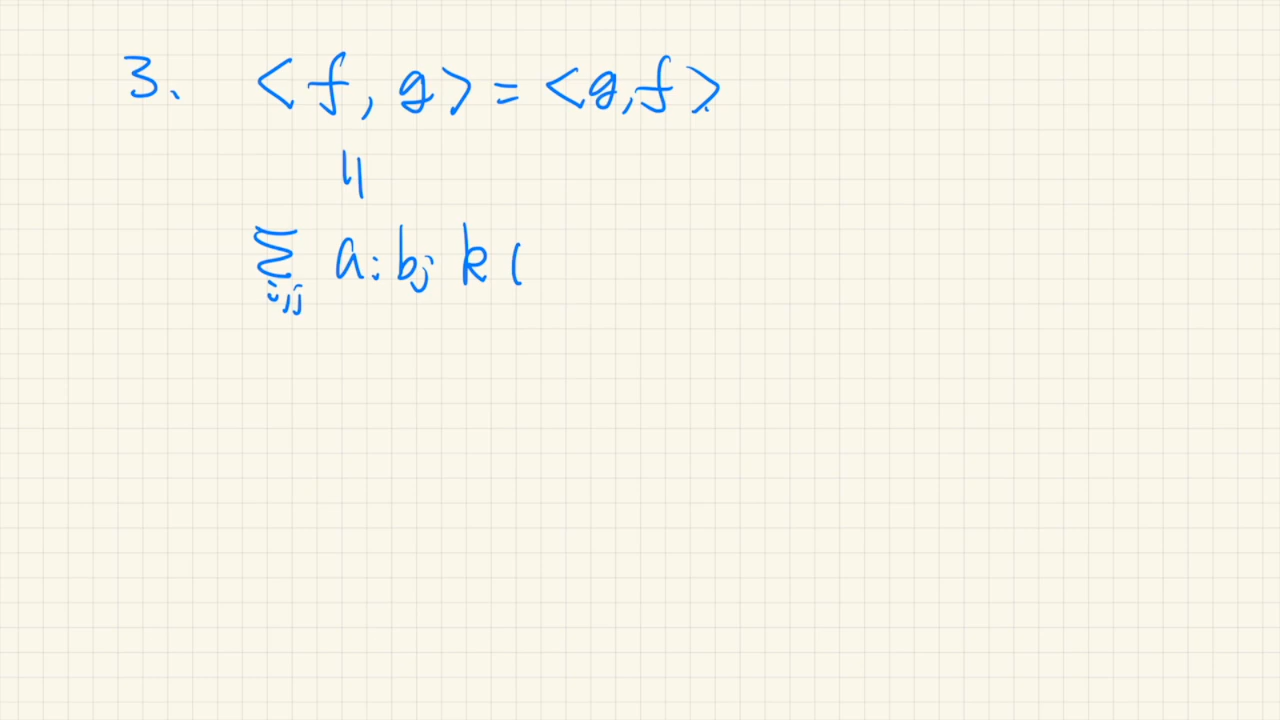 3. <f, g> = <g,f>
||
Σ a_i b_j k (
i,j